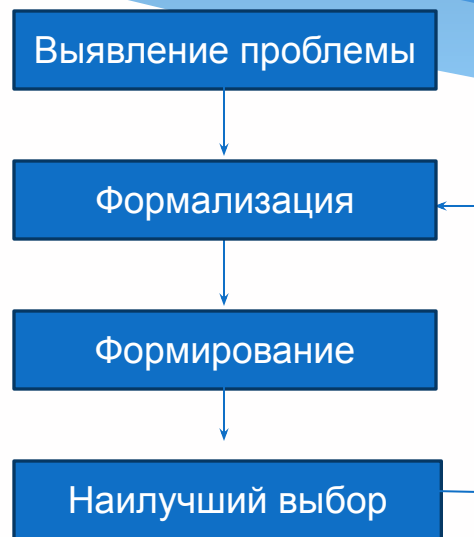 Выявление проблемы
Формализация
Формирование
Наилучший выбор